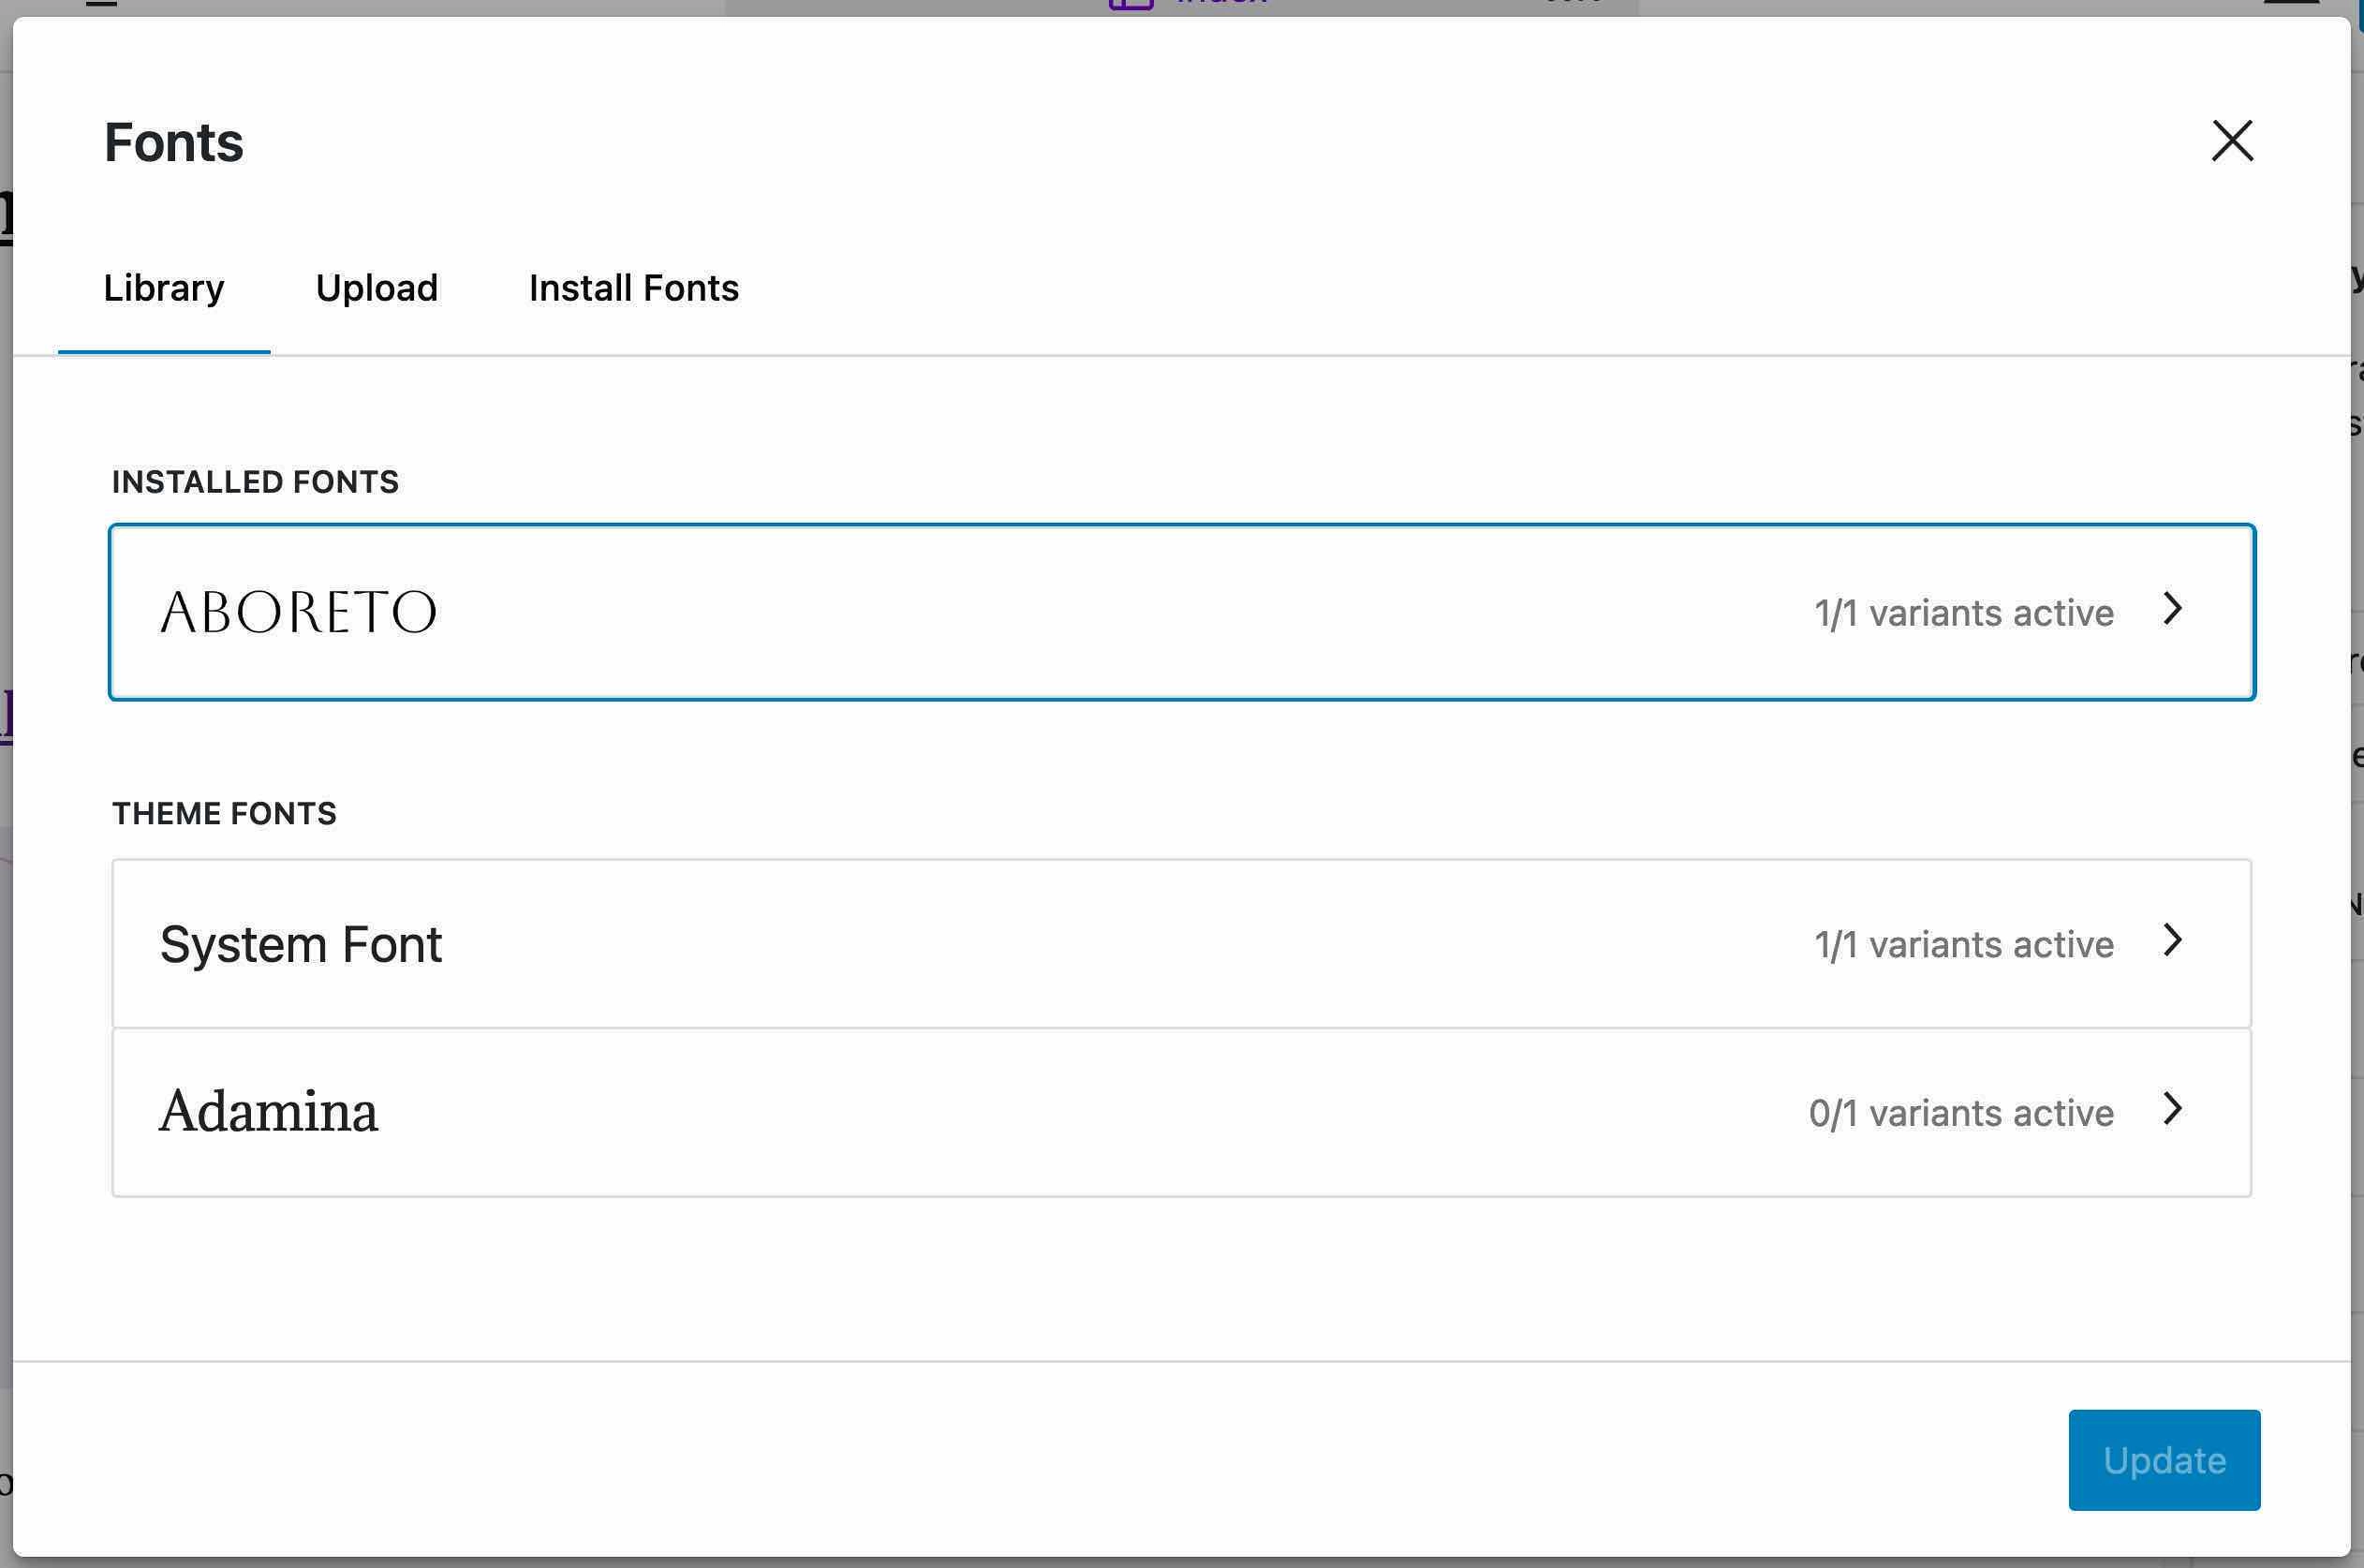 Fonts
Library Upload Install Fonts
INSTALLED FONTS
ABORETO 1/1 variants active
THEME FONTS
System Font 1/1 variants active
Adamina 0/1 variants active
Update